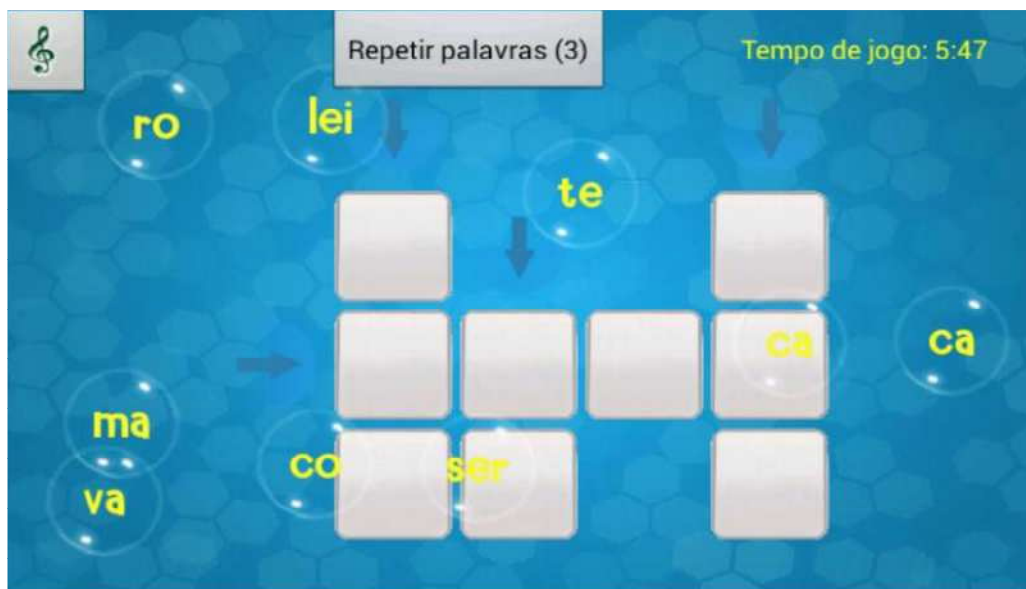 Repetir palavras (3)
Tempo de jogo: 5:47
ro
lei
te
ca
ca
ma
co
ser
va